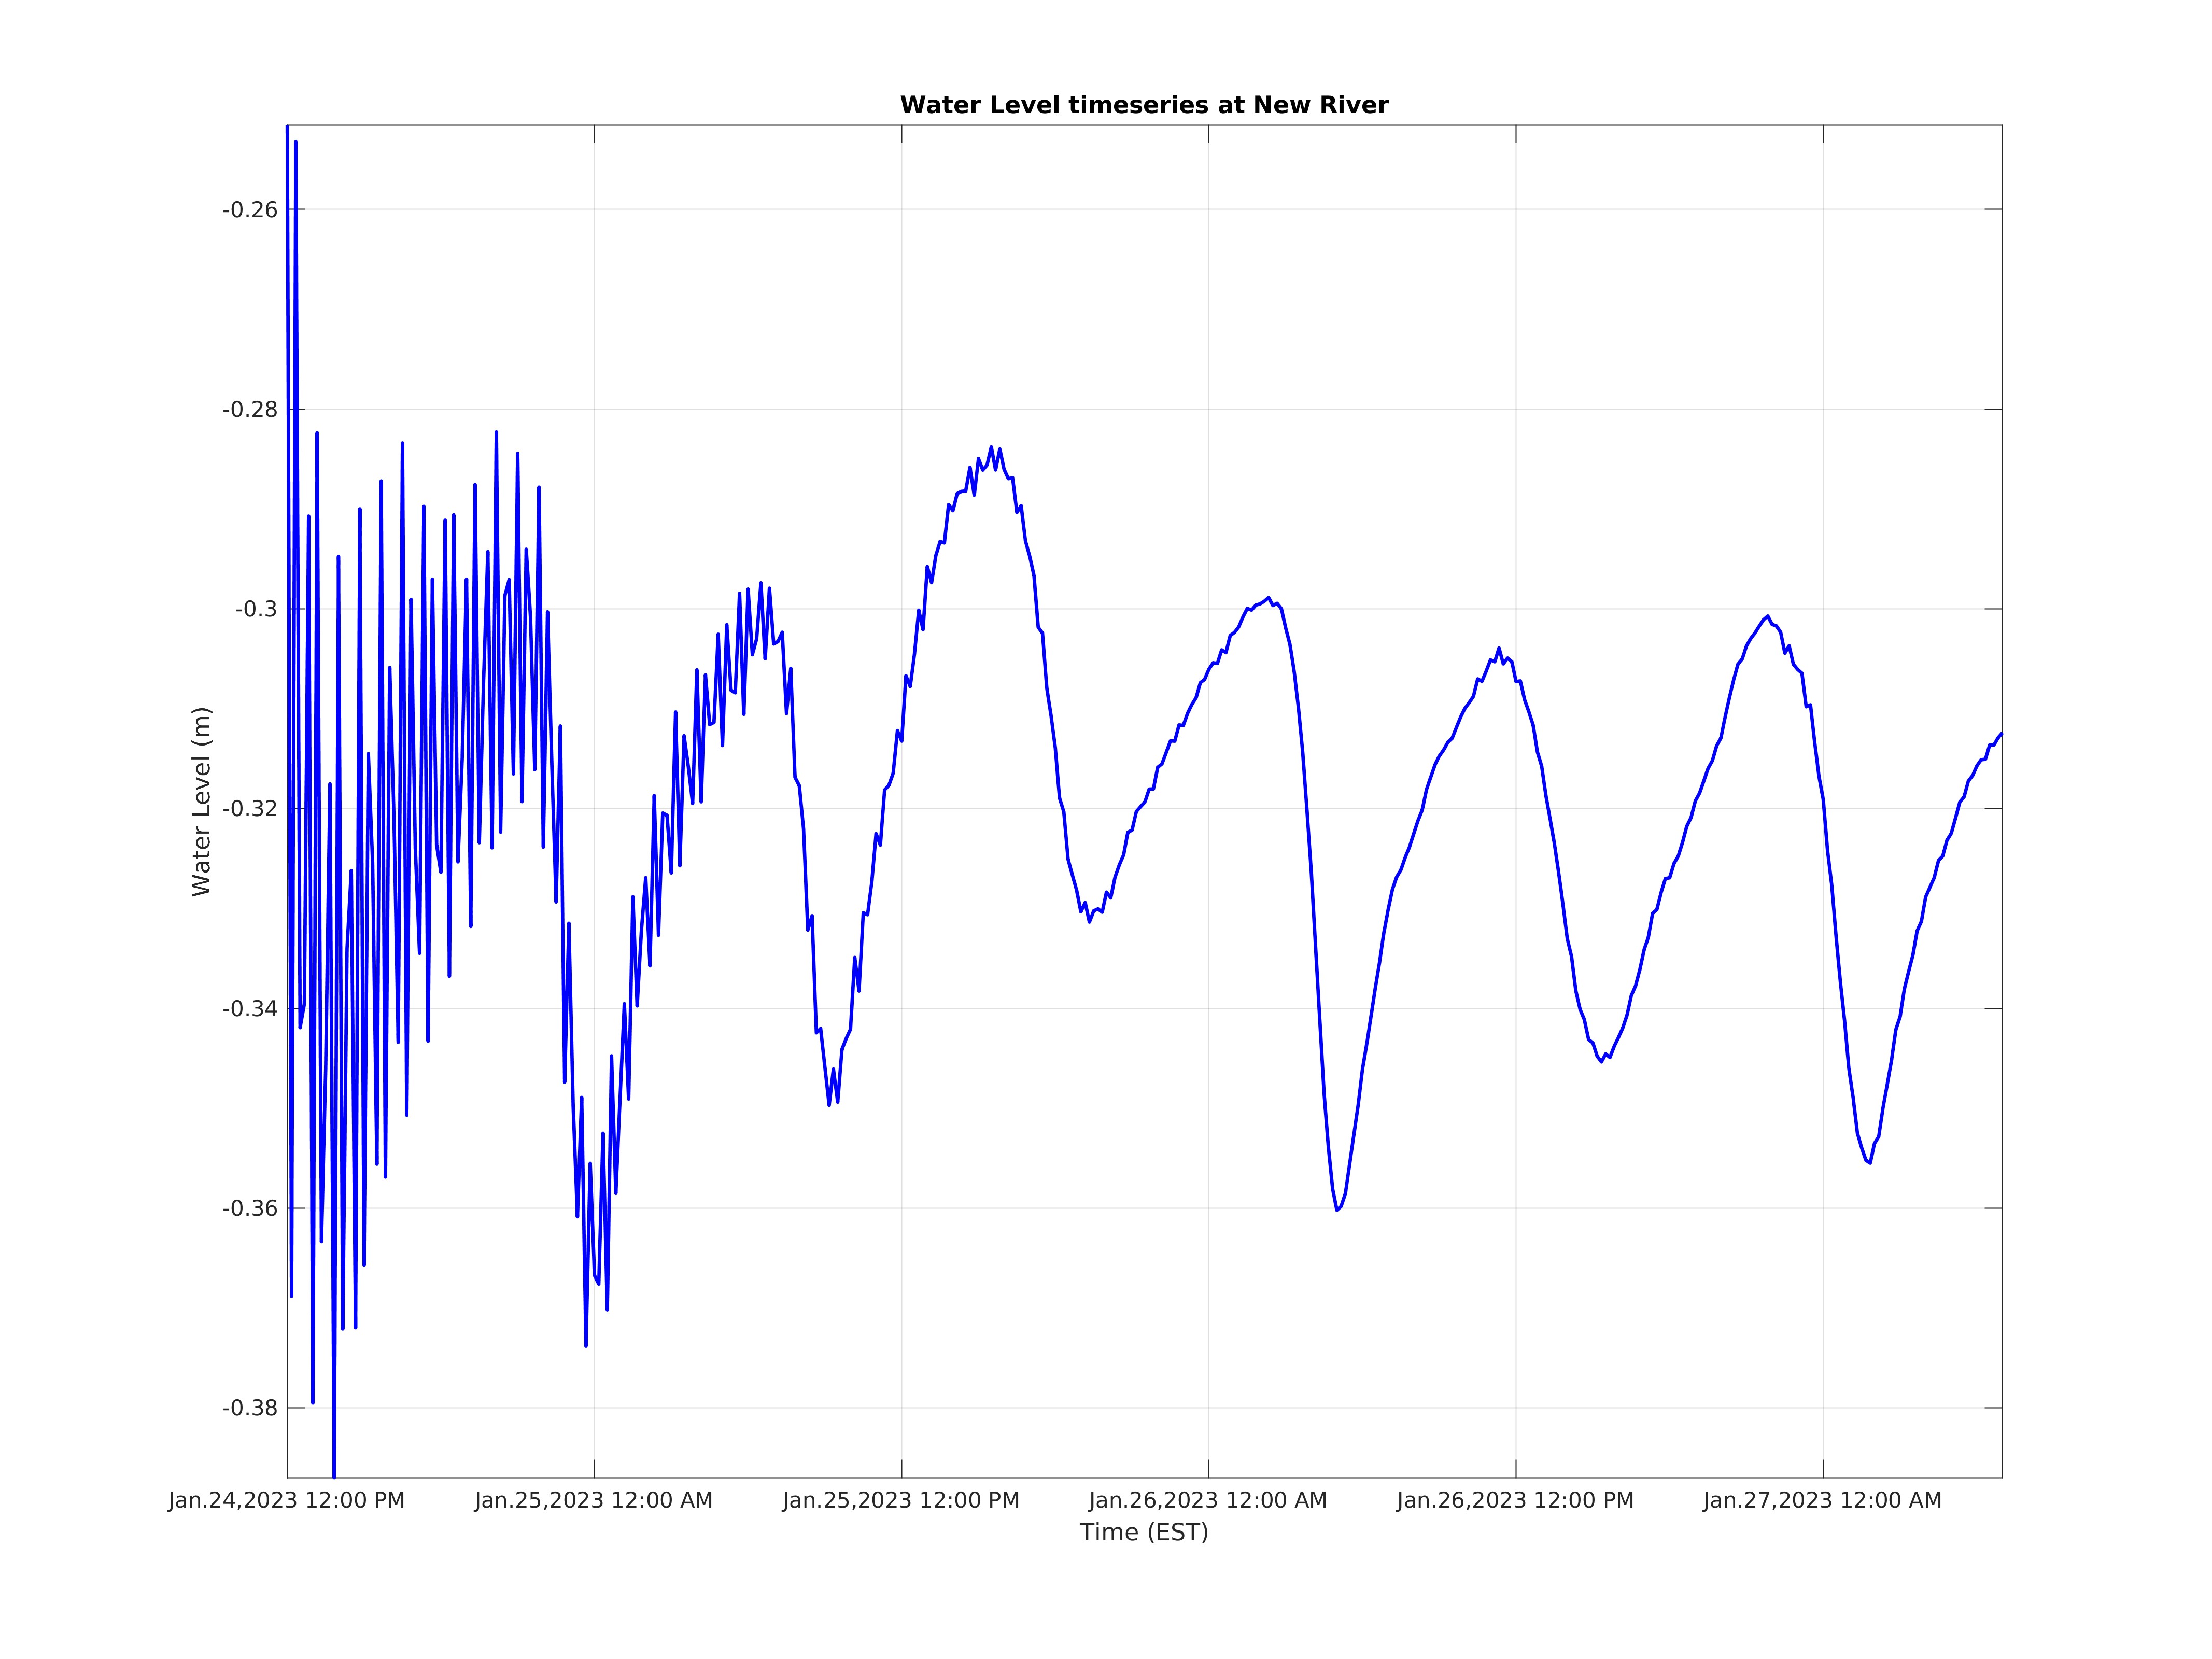 Water Level timeseries at New River
-0.26
-0.28
-0.3
-0.32
-0.34
-0.36
-0.38
Water Level (m)
Jan.24,2023 12:00 PM Jan.25,2023 12:00 AM Jan.25,2023 12:00 PM Jan.26,2023 12:00 AM Jan.26,2023 12:00 PM Jan.27,2023 12:00 AM
Time (EST)